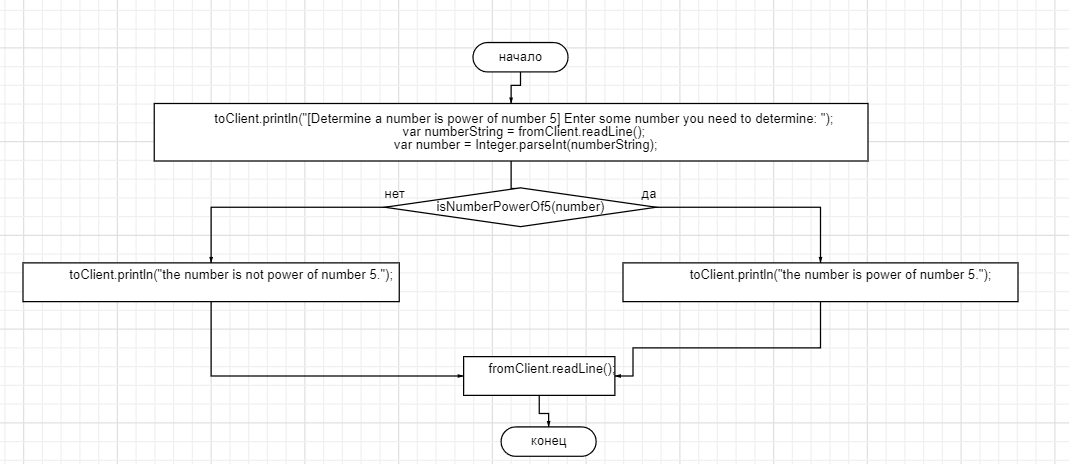 начало
toClient.println("[Determine a number is power of number 5] Enter some number you need to determine: ");
var numberString = fromClient.readLine();
var number = Integer.parseInt(numberString);
нет
да
isNumberPowerOf5(number)
toClient.println("the number is not power of number 5.");
toClient.println("the number is power of number 5.");
fromClient.readLine();
конец